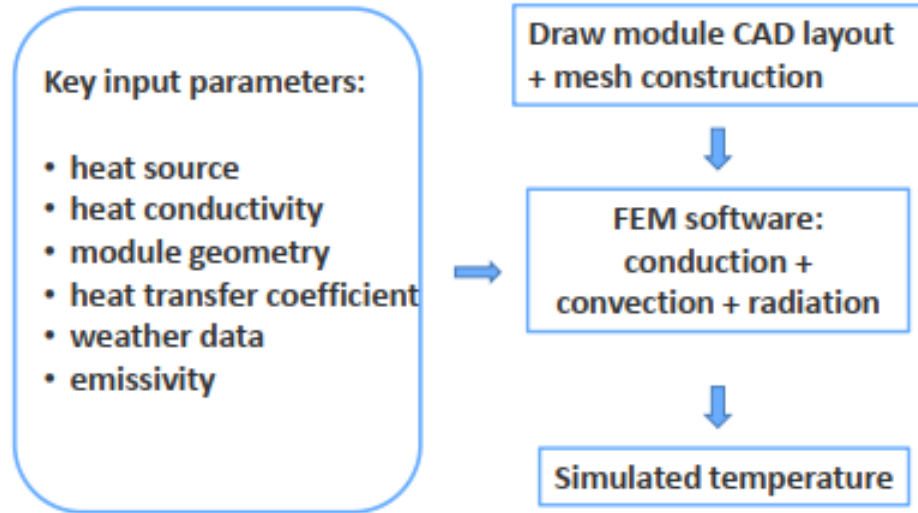 Key input parameters:
• heat source
• heat conductivity
• module geometry
• heat transfer coefficient
• weather data
• emissivity
Draw module CAD layout
+ mesh construction
FEM software:
conduction +
convection + radiation
Simulated temperature